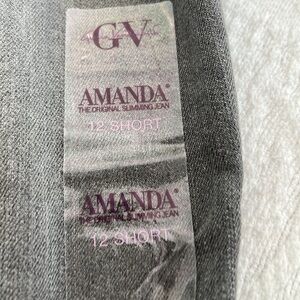 GV
AMANDA®
THE ORIGINAL SLIMMING JEAN
12 SHORT
AMANDA®
THE ORIGINAL SLIMMING JEAN
12 SHORT